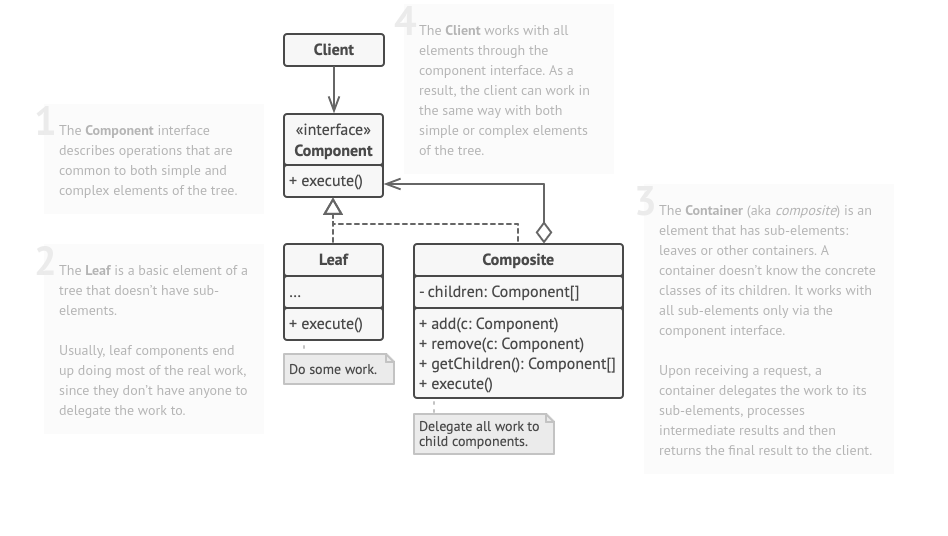 Client
«interface»
Component
+ execute()
Leaf
...
+ execute()
Do some work.
Composite
- children: Component[]
+ add(c: Component)
+ remove(c: Component)
+ getChildren(): Component[]
+ execute()
Delegate all work to
child components.
1
The Component interface
describes operations that are
common to both simple and
complex elements of the tree.
2
The Leaf is a basic element of a
tree that doesn't have sub-
elements.
Usually, leaf components end
up doing most of the real work,
since they don't have anyone to
delegate the work to.
3
The Container (aka composite) is an
element that has sub-elements:
leaves or other containers. A
container doesn't know the concrete
classes of its children. It works with
all sub-elements only via the
component interface.
Upon receiving a request, a
container delegates the work to its
sub-elements, processes
intermediate results and then
returns the final result to the client.
4
The Client works with all
elements through the
component interface. As a
result, the client can work in
the same way with both
simple or complex elements
of the tree.